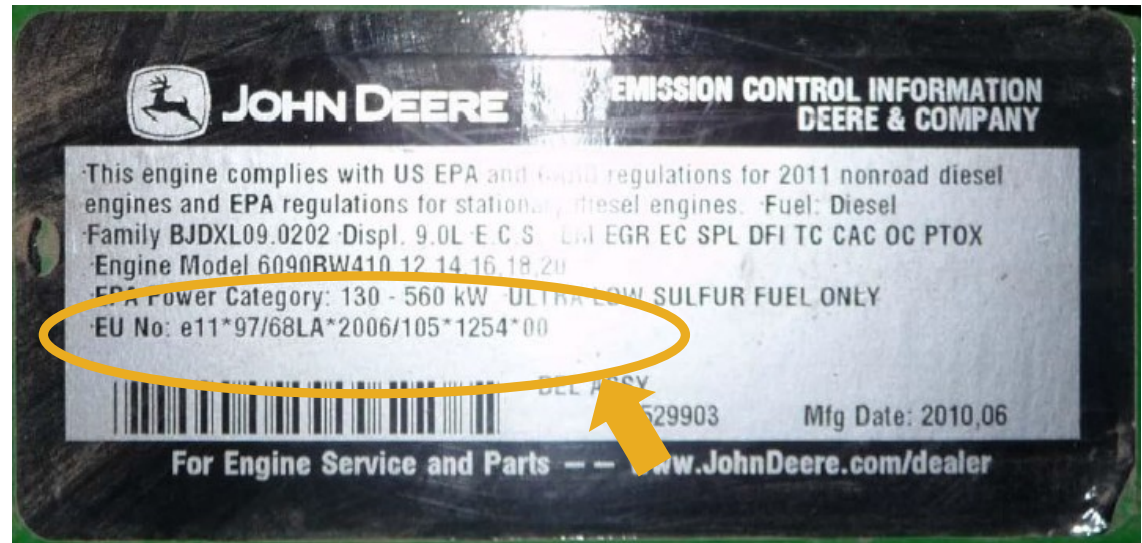 JOHN DEERE
EMISSION CONTROL INFORMATION
DEERE & COMPANY
·This engine complies with US EPA and regulations for 2011 nonroad diesel
engines and EPA regulations for diesel engines. ·Fuel: Diesel
·Family BJDXL09.0202 ·Displ. 9.0L ·E.C.S. EGR EC SPL DFI TC CAC OC PTOX
·Engine Model 6090RW410,12,14,16,18,20
·EPA Power Category: 130 - 560 kW ·ULTRA LOW SULFUR FUEL ONLY
·EU No: e11*97/68LA*2006/105*1254*00
ASSY
529903 Mfg Date: 2010,06
For Engine Service and Parts — — www.JohnDeere.com/dealer